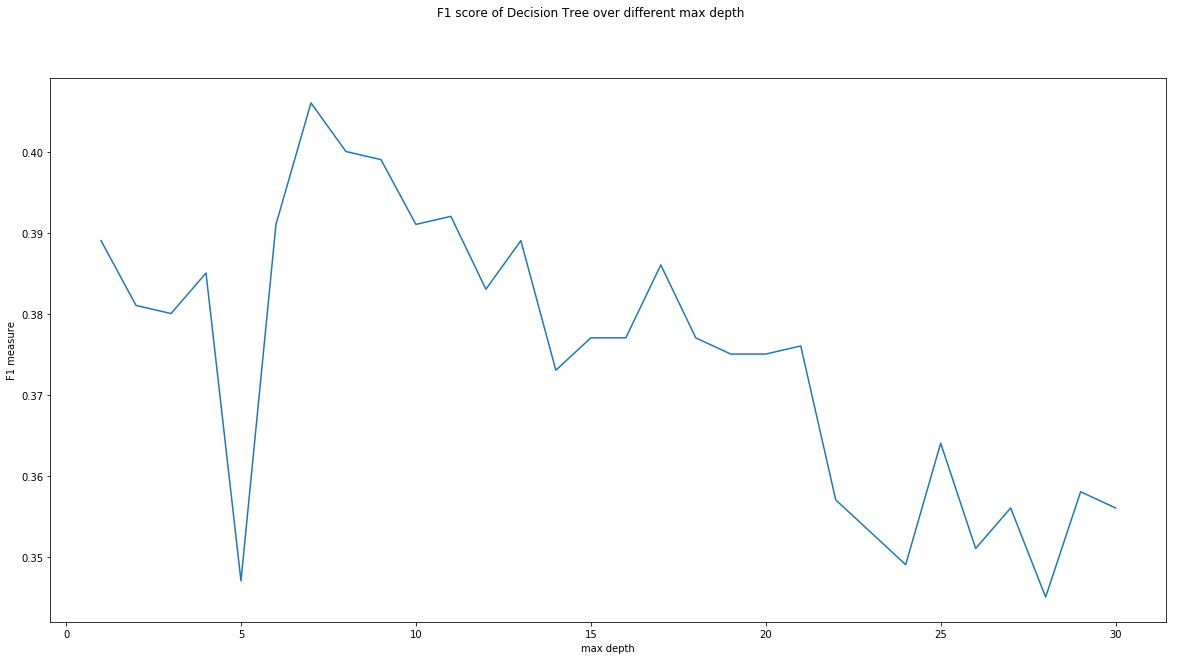 F1 score of Decision Tree over different max depth
0.40
0.39
0.38
0.37
0.36
0.35
F1 measure
0 5 10 15 20 25 30
max depth